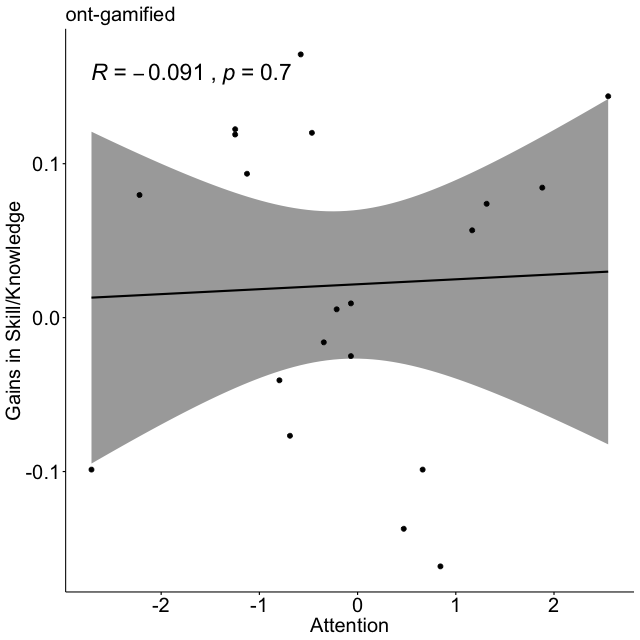 ont-gamified
R = −0.091 , p = 0.7
Gains in Skill/Knowledge
0.1
0.0
-0.1
-2 -1 0 1 2
Attention